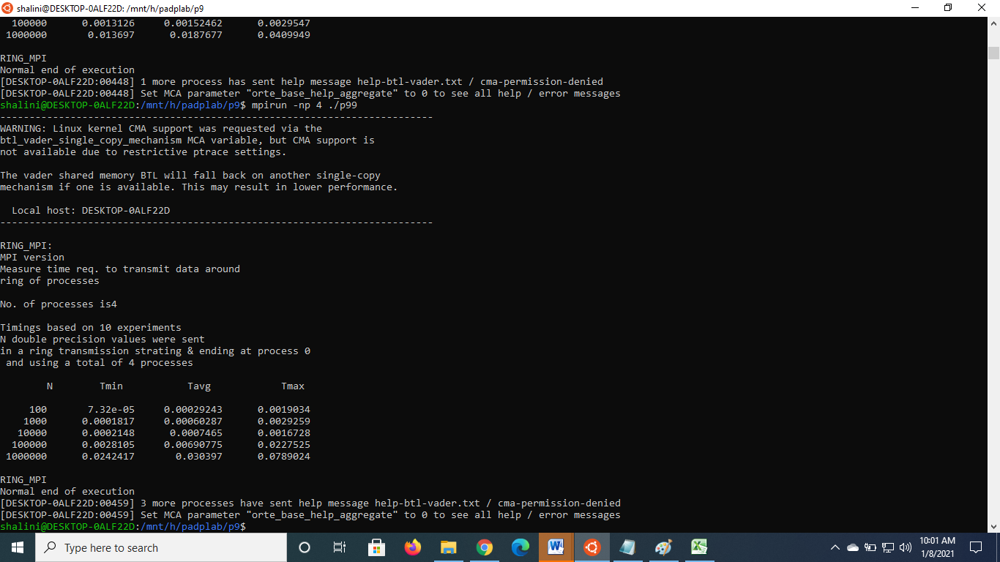 shalini@DESKTOP-0ALF22D: /mnt/h/padplab/p9
100000 0.0013126 0.00152462 0.0029547
1000000 0.013697 0.0187677 0.0409949
RING_MPI
Normal end of execution
[DESKTOP-0ALF22D:00448] 1 more process has sent help message help-btl-vader.txt / cma-permission-denied
[DESKTOP-0ALF22D:00448] Set MCA parameter "orte_base_help_aggregate" to 0 to see all help / error messages
shalini@DESKTOP-0ALF22D:/mnt/h/padplab/p9$ mpirun -np 4 ./p99
--------------------------------------------------------------------------
WARNING: Linux kernel CMA support was requested via the
btl_vader_single_copy_mechanism MCA variable, but CMA support is
not available due to restrictive ptrace settings.
The vader shared memory BTL will fall back on another single-copy
mechanism if one is available. This may result in lower performance.
Local host: DESKTOP-0ALF22D
--------------------------------------------------------------------------
RING_MPI:
MPI version
Measure time req. to transmit data around
ring of processes
No. of processes is4
Timings based on 10 experiments
N double precision values were sent
in a ring transmission strating & ending at process 0
and using a total of 4 processes
N Tmin Tavg Tmax
100 7.32e-05 0.00029243 0.0019034
1000 0.0001817 0.00060287 0.0029259
10000 0.0002148 0.0007465 0.0016728
100000 0.0028105 0.00690775 0.0227525
1000000 0.0242417 0.030397 0.0789024
RING_MPI
Normal end of execution
[DESKTOP-0ALF22D:00459] 3 more processes have sent help message help-btl-vader.txt / cma-permission-denied
[DESKTOP-0ALF22D:00459] Set MCA parameter "orte_base_help_aggregate" to 0 to see all help / error messages
shalini@DESKTOP-0ALF22D:/mnt/h/padplab/p9$
Type here to search
10:01 AM
1/8/2021